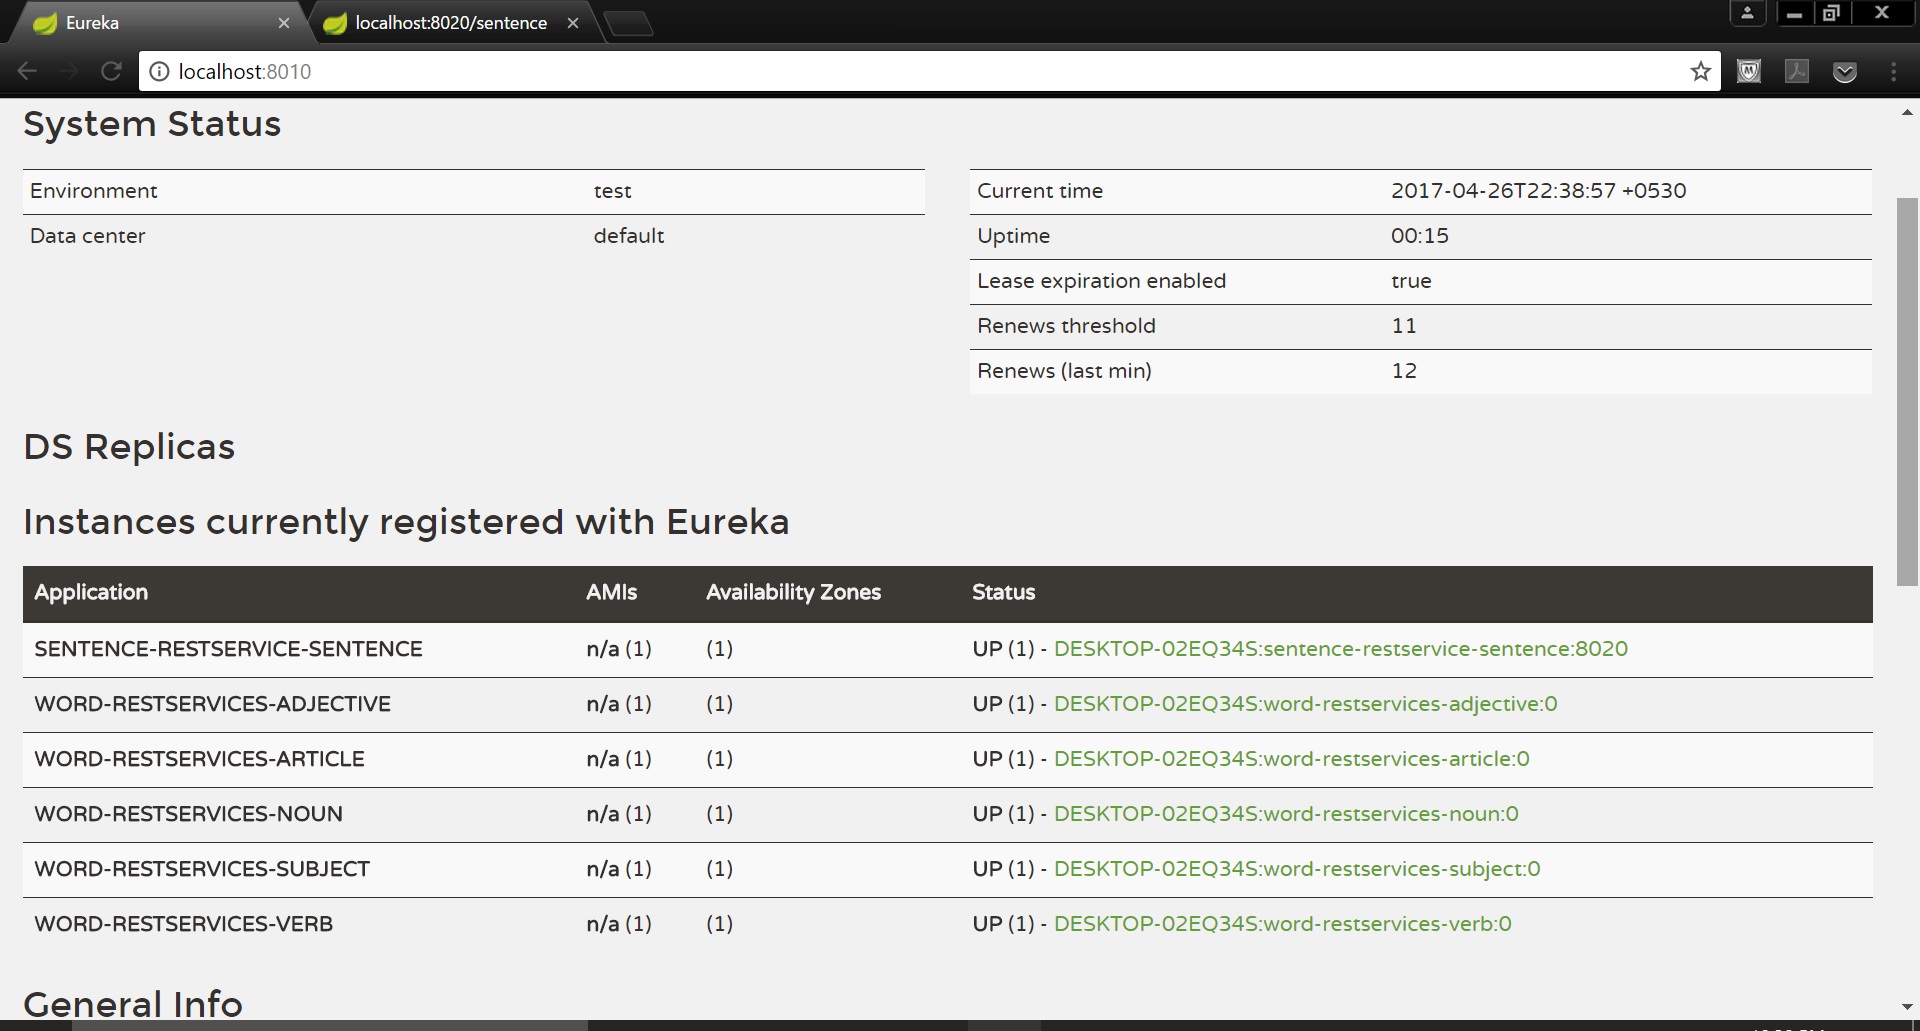 Eureka
localhost:8020/sentence
localhost:8010
System Status
Environment test
Data center default
Current time 2017-04-26T22:38:57 +0530
Uptime 00:15
Lease expiration enabled true
Renews threshold 11
Renews (last min) 12
DS Replicas
Instances currently registered with Eureka
Application AMIs Availability Zones Status
SENTENCE-RESTSERVICE-SENTENCE n/a (1) (1) UP (1) - DESKTOP-02EQ34S:sentence-restservice-sentence:8020
WORD-RESTSERVICES-ADJECTIVE n/a (1) (1) UP (1) - DESKTOP-02EQ34S:word-restservices-adjective:0
WORD-RESTSERVICES-ARTICLE n/a (1) (1) UP (1) - DESKTOP-02EQ34S:word-restservices-article:0
WORD-RESTSERVICES-NOUN n/a (1) (1) UP (1) - DESKTOP-02EQ34S:word-restservices-noun:0
WORD-RESTSERVICES-SUBJECT n/a (1) (1) UP (1) - DESKTOP-02EQ34S:word-restservices-subject:0
WORD-RESTSERVICES-VERB n/a (1) (1) UP (1) - DESKTOP-02EQ34S:word-restservices-verb:0
General Info